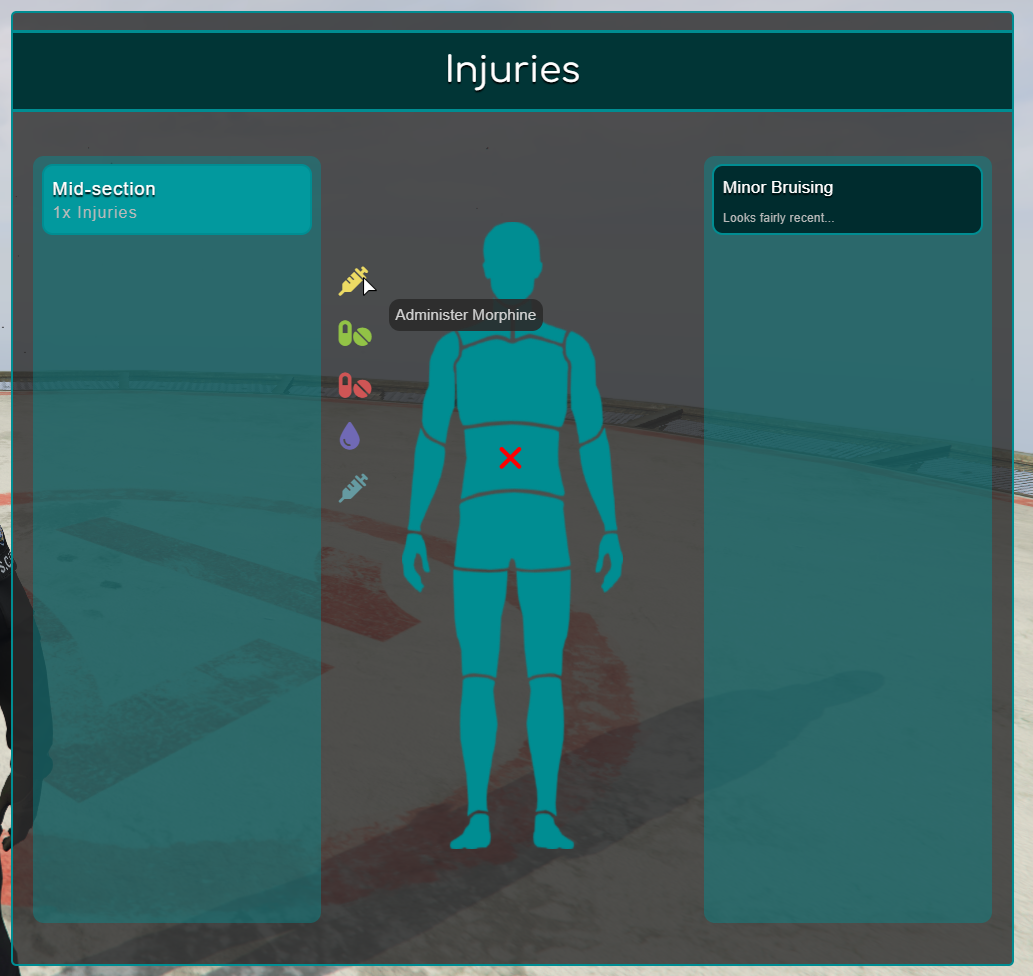 Injuries
Mid-section
1x Injuries
Minor Bruising
Looks fairly recent...
Administer Morphine